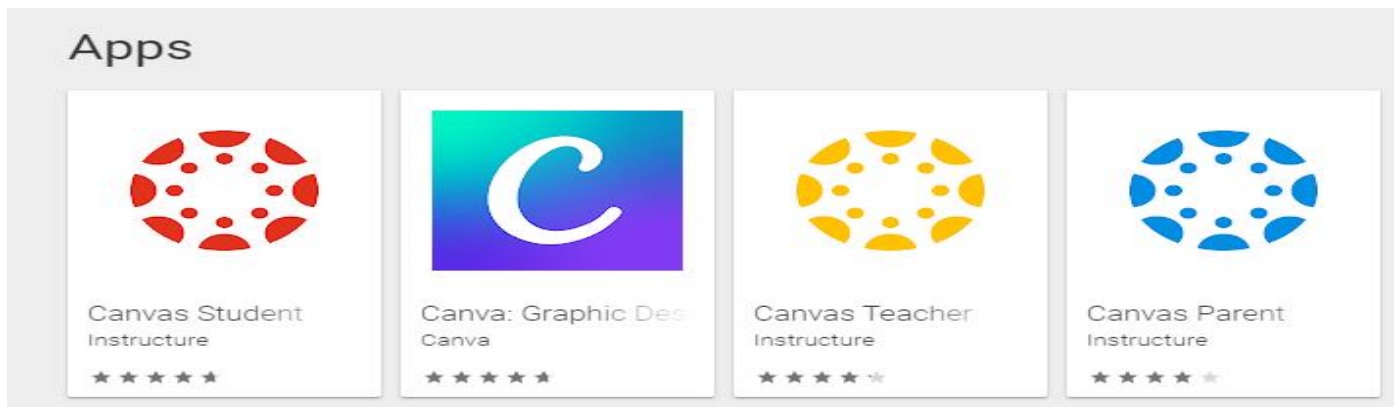 Apps
Canvas Student
Instructure
C
Canva: Graphic Des
Canva
Canvas Teacher
Instructure
Canvas Parent
Instructure